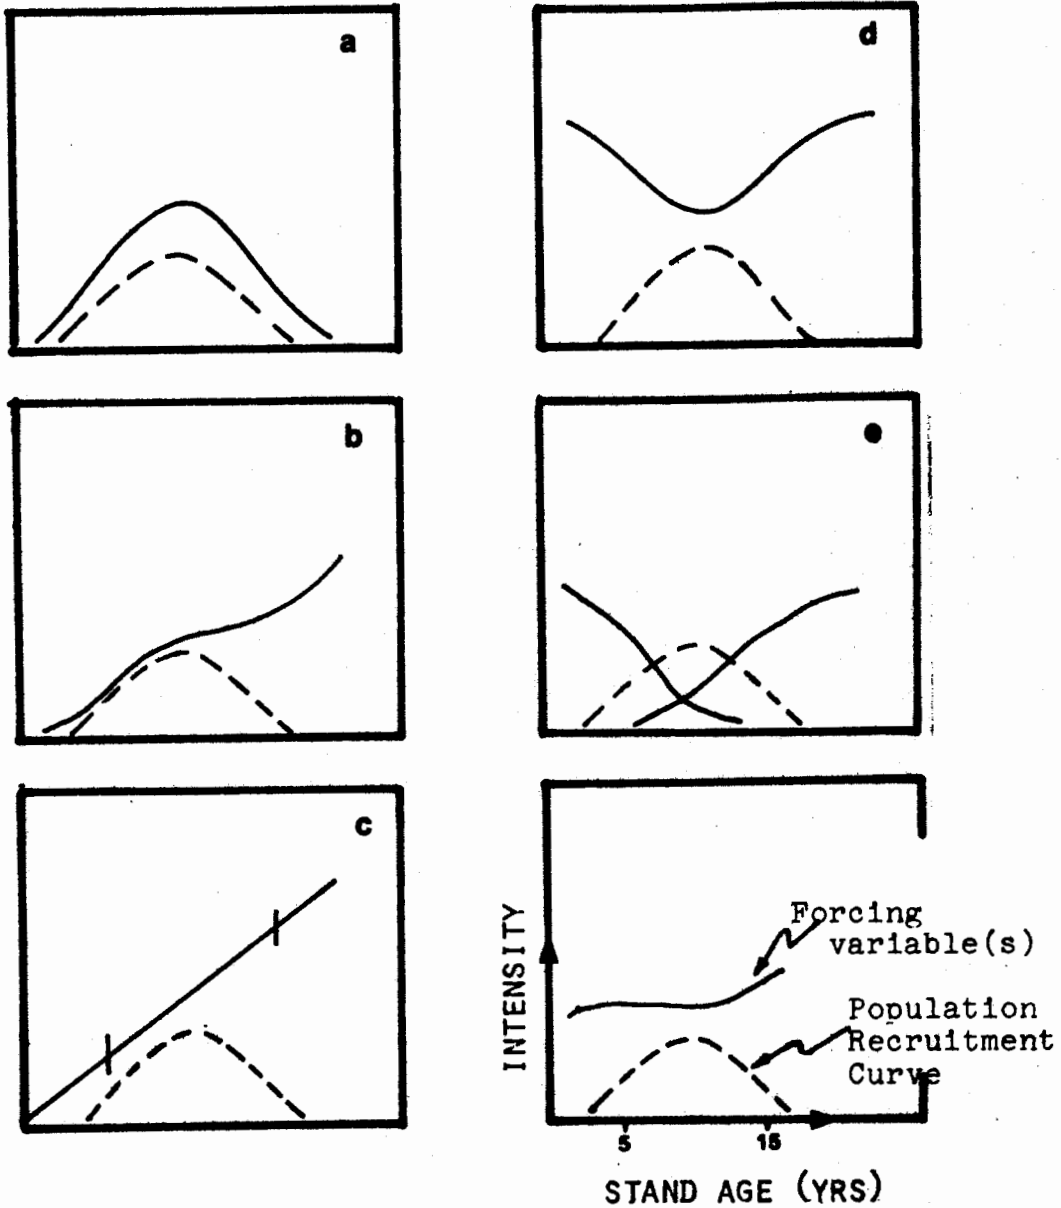 a
d
b
e
c
Forcing
variable(s)
Population
Recruitment
Curve
INTENSITY
5
15
STAND AGE (YRS)